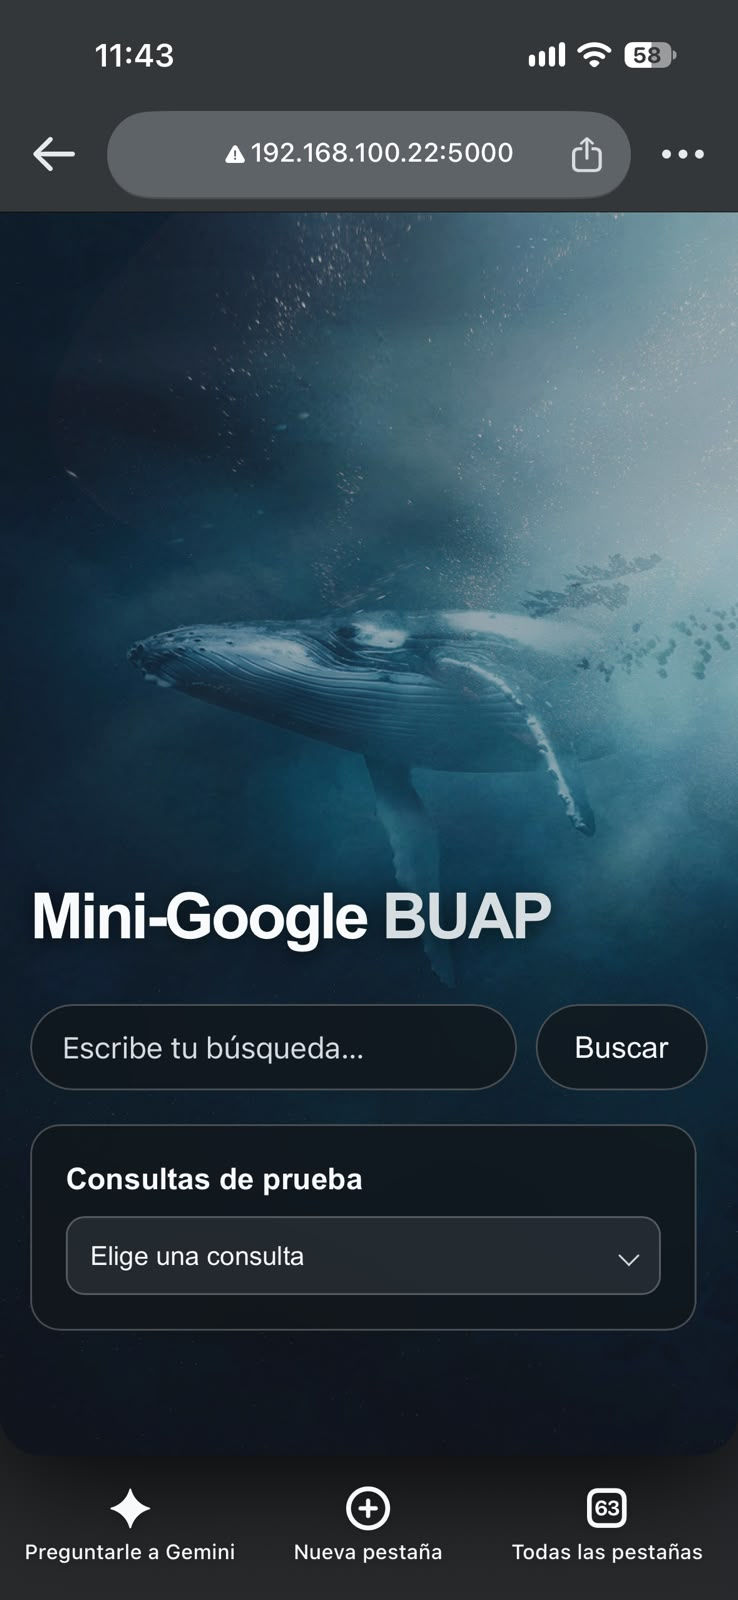 11:43
58
192.168.100.22:5000
Mini-Google BUAP
Escribe tu búsqueda...
Buscar
Consultas de prueba
Elige una consulta
63
Preguntarle a Gemini
Nueva pestaña
Todas las pestañas